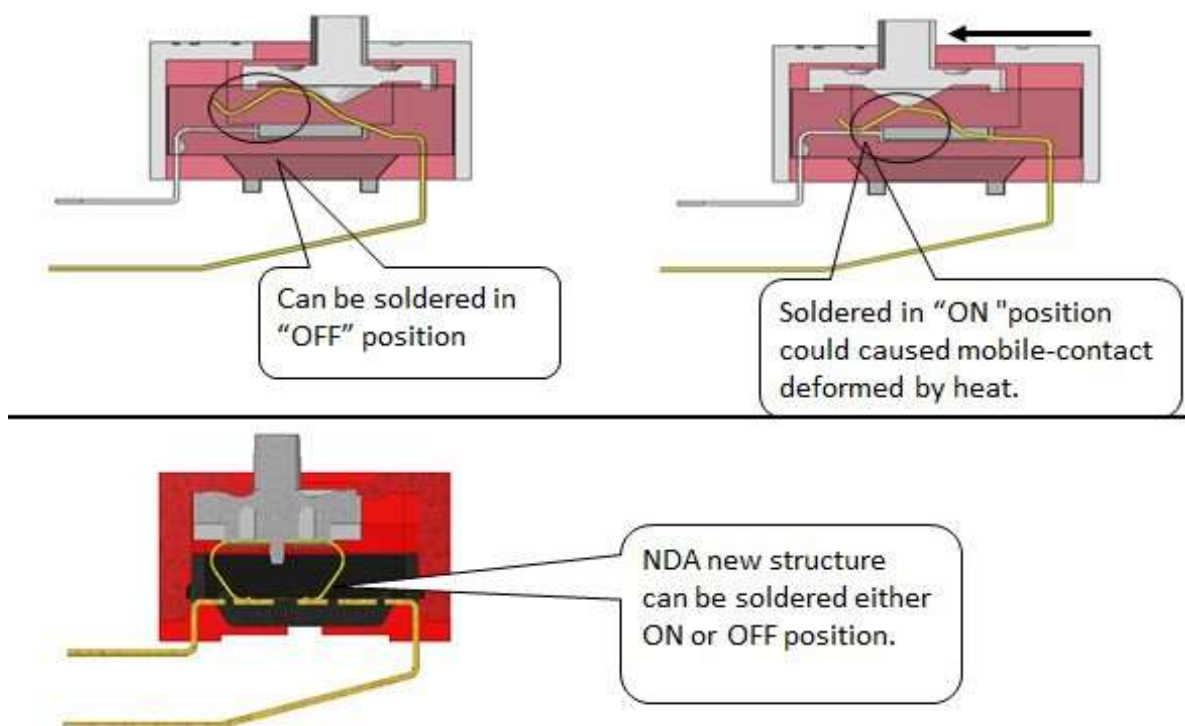 Can be soldered in
“OFF” position
Soldered in “ON "position
could caused mobile-contact
deformed by heat.
NDA new structure
can be soldered either
ON or OFF position.